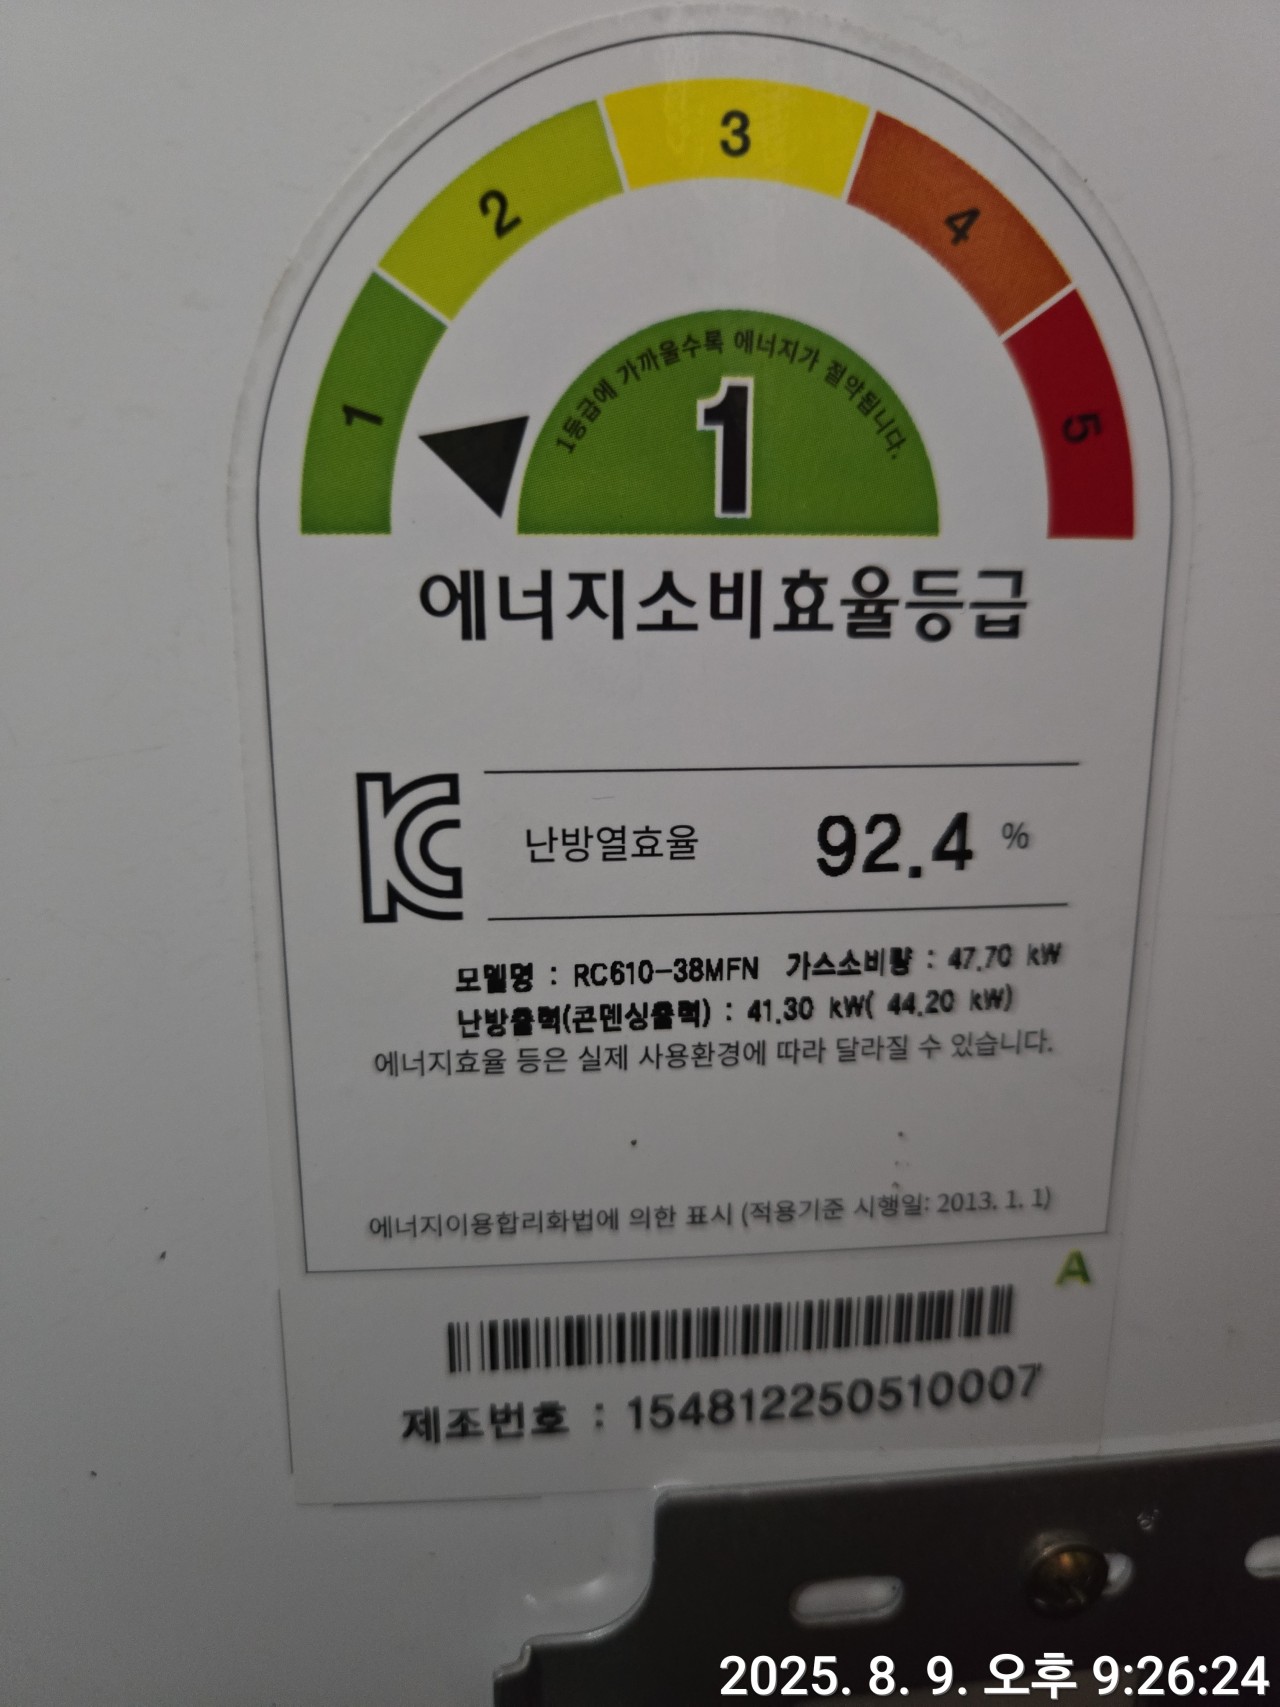 1
2
3
4
5
1등급에 가까울수록 에너지가 절약됩니다.
1
에너지소비효율등급
난방열효율 92.4 %
모델명 : RC610-38MFN 가스소비량 : 47.70 kW
난방출력(콘덴싱출력) : 41.30 kW( 44.20 kW)
에너지효율 등은 실제 사용환경에 따라 달라질 수 있습니다.
에너지이용합리화법에 의한 표시 (적용기준 시행일: 2013. 1. 1)
A
제조번호 : 154812250510007
2025. 8. 9. 오후 9:26:24